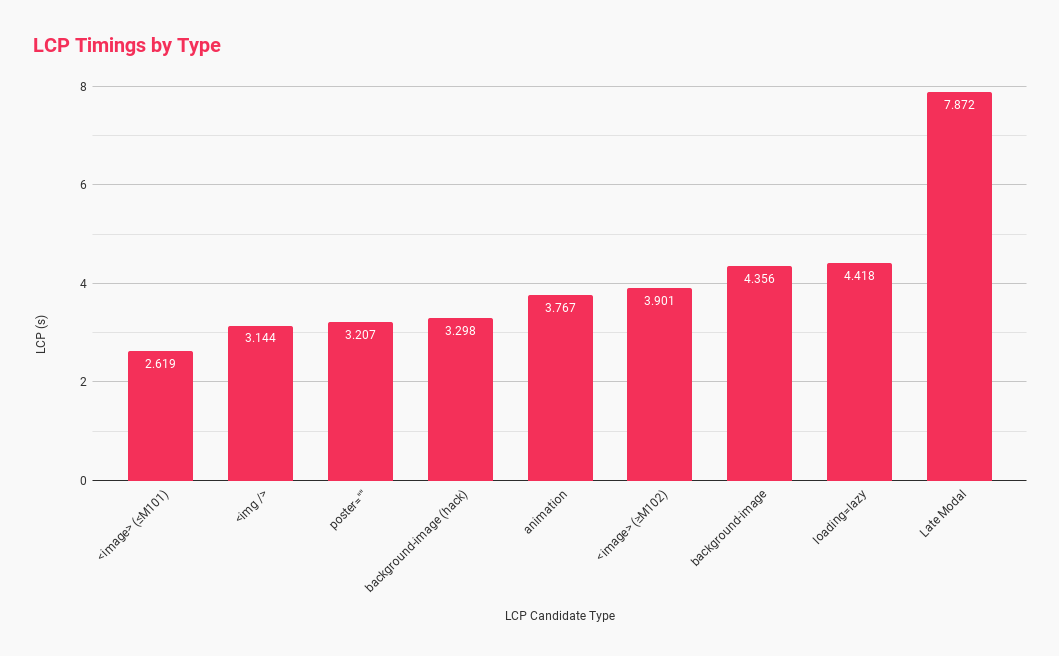 LCP Timings by Type
LCP (s)
8
6
4
2
0
2.619
3.144
3.207
3.298
3.767
3.901
4.356
4.418
7.872
<image> (≤M101)
<img />
poster=""
background-image (hack)
animation
<image> (≥M102)
background-image
loading=lazy
Late Modal
LCP Candidate Type